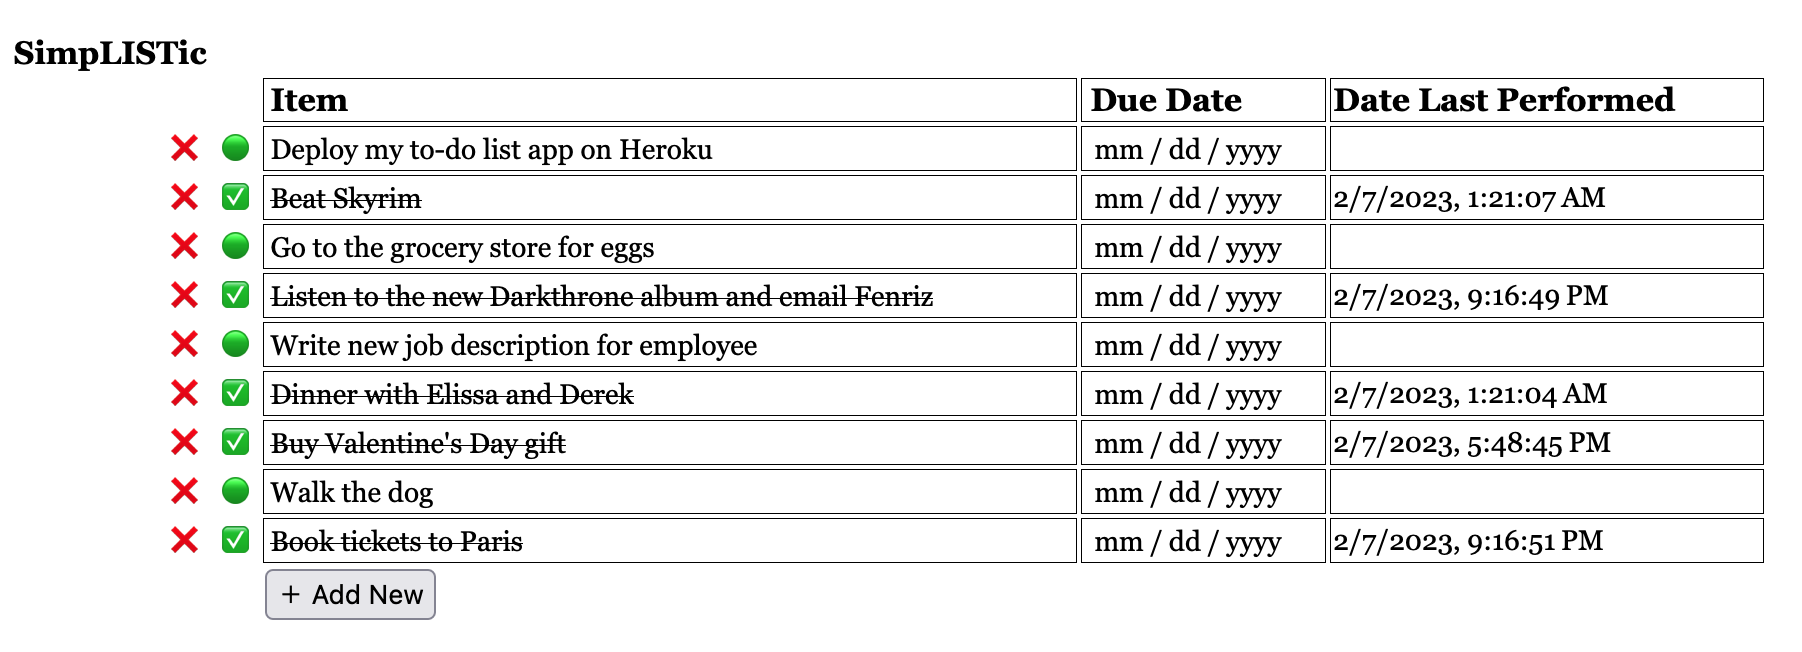 SimpLISTic
Item Due Date Date Last Performed
Deploy my to-do list app on Heroku mm / dd / yyyy
Beat Skyrim mm / dd / yyyy 2/7/2023, 1:21:07 AM
Go to the grocery store for eggs mm / dd / yyyy
Listen to the new Darkthrone album and email Fenriz mm / dd / yyyy 2/7/2023, 9:16:49 PM
Write new job description for employee mm / dd / yyyy
Dinner with Elissa and Derek mm / dd / yyyy 2/7/2023, 1:21:04 AM
Buy Valentine's Day gift mm / dd / yyyy 2/7/2023, 5:48:45 PM
Walk the dog mm / dd / yyyy
Book tickets to Paris mm / dd / yyyy 2/7/2023, 9:16:51 PM
+ Add New